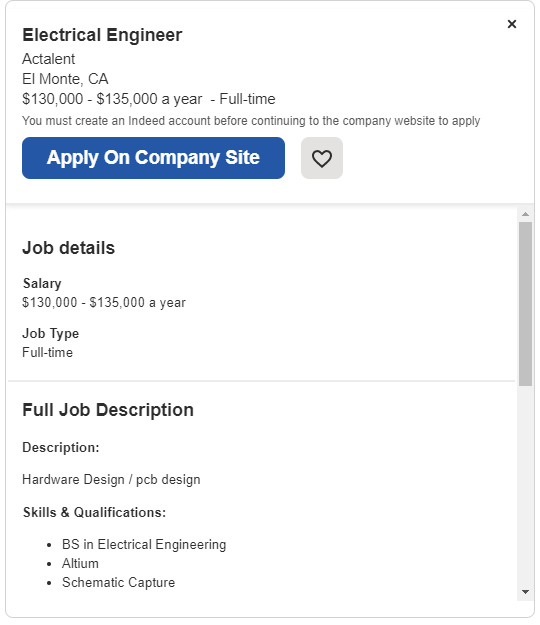 Electrical Engineer
Actalent
El Monte, CA
$130,000 - $135,000 a year - Full-time
You must create an Indeed account before continuing to the company website to apply
Apply On Company Site
Job details
Salary
$130,000 - $135,000 a year
Job Type
Full-time
Full Job Description
Description:
Hardware Design / pcb design
Skills & Qualifications:
• BS in Electrical Engineering
• Altium
• Schematic Capture